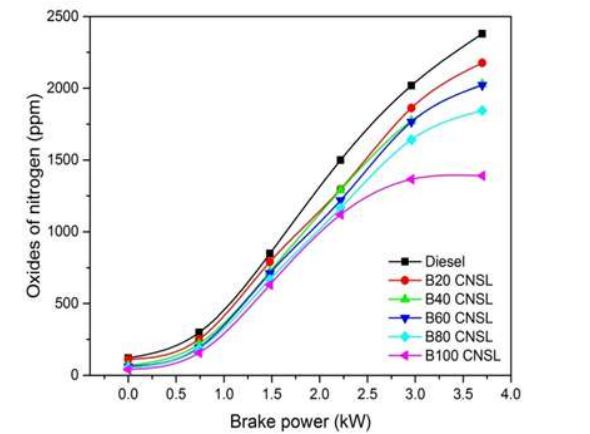 2500
2000
1500
1000
500
0
Oxides of nitrogen (ppm)
Diesel
B20 CNSL
B40 CNSL
B60 CNSL
B80 CNSL
B100 CNSL
0.0 0.5 1.0 1.5 2.0 2.5 3.0 3.5 4.0
Brake power (kW)